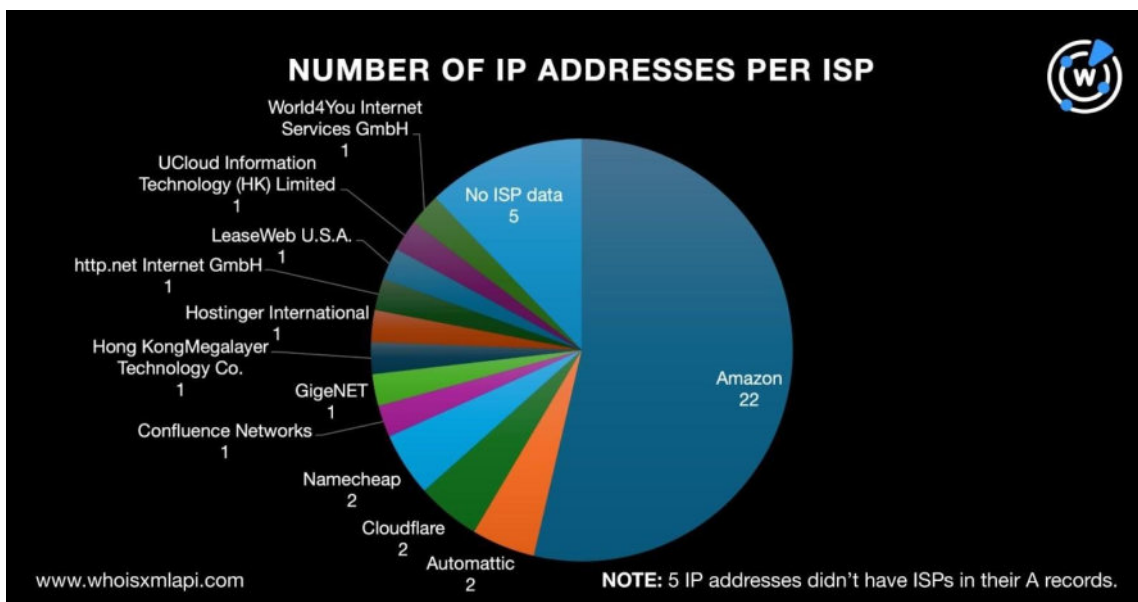 NUMBER OF IP ADDRESSES PER ISP
W
World4You Internet
Services GmbH
1
UCloud Information
Technology (HK) Limited
1
LeaseWeb U.S.A.
1
http.net Internet GmbH
1
Hostinger International
1
Hong KongMegalayer
Technology Co.
1
GigeNET
1
Confluence Networks
1
Namecheap
2
Cloudflare
2
Automattic
2
No ISP data
5
Amazon
22
www.whoisxmlapi.com
NOTE: 5 IP addresses didn't have ISPs in their A records.